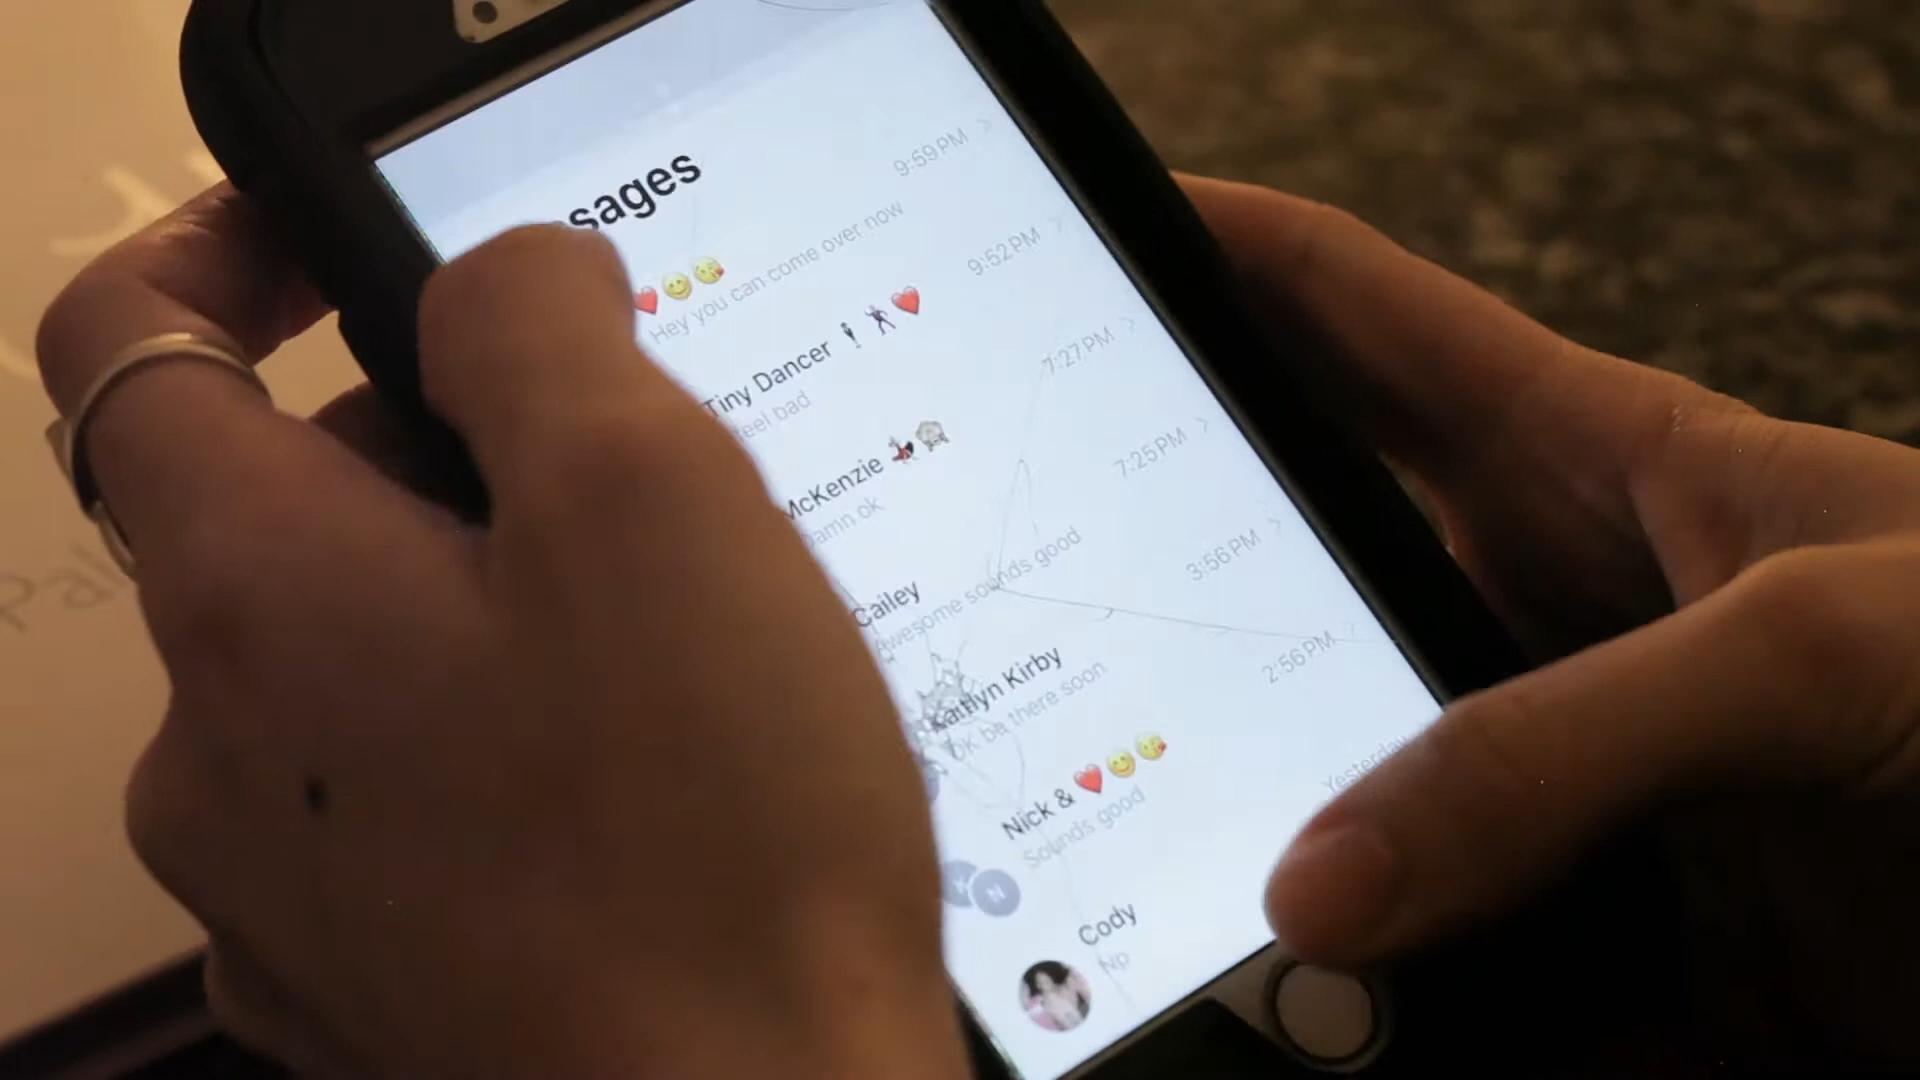 sages
9:59 PM
❤️😊😘
Hey you can come over now
9:52 PM
Tiny Dancer 🕴🕺❤️
feel bad
7:27 PM
McKenzie 💃🙈
Damn ok
7:25 PM
Cailey
Awesome sounds good
3:56 PM
Kaitlyn Kirby
Ok be there soon
2:56 PM
Nick & ❤️😊😘
Sounds good
Yesterday
N
Cody
Np
Pal